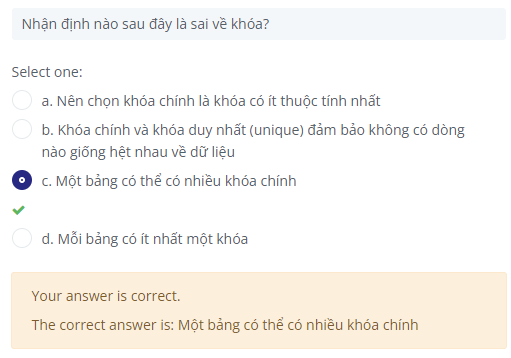 Nhận định nào sau đây là sai về khóa?
Select one:
a. Nên chọn khóa chính là khóa có ít thuộc tính nhất
b. Khóa chính và khóa duy nhất (unique) đảm bảo không có dòng
nào giống hệt nhau về dữ liệu
c. Một bảng có thể có nhiều khóa chính
d. Mỗi bảng có ít nhất một khóa
Your answer is correct.
The correct answer is: Một bảng có thể có nhiều khóa chính